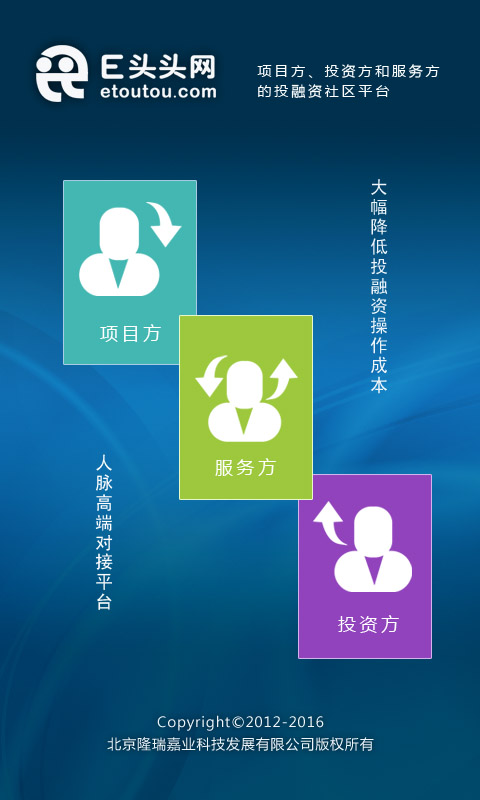 E头头网
etoutou.com
项目方、投资方和服务方
的投融资社区平台
大幅降低投融资操作成本
项目方
服务方
人脉高端对接平台
投资方
Copyright©2012-2016
北京隆瑞嘉业科技发展有限公司版权所有